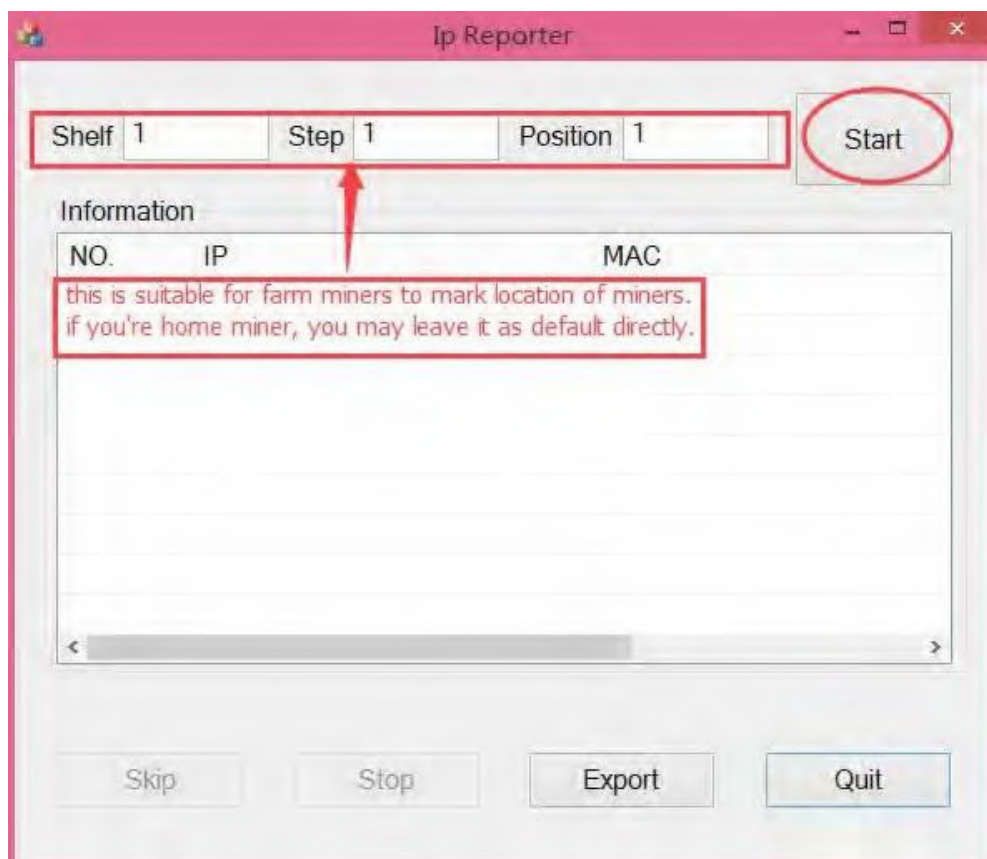 Ip Reporter
Shelf 1 Step 1 Position 1 Start
Information
NO. IP MAC
this is suitable for farm miners to mark location of miners.
if you're home miner, you may leave it as default directly.
Skip Stop Export Quit